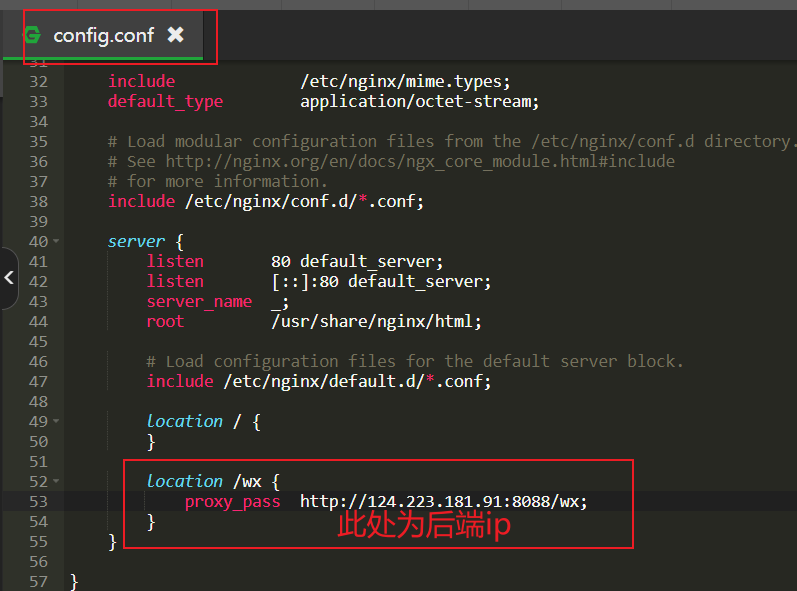 config.conf ✖
31
32 include /etc/nginx/mime.types;
33 default_type application/octet-stream;
34
35 # Load modular configuration files from the /etc/nginx/conf.d directory.
36 # See http://nginx.org/en/docs/ngx_core_module.html#include
37 # for more information.
38 include /etc/nginx/conf.d/*.conf;
39
40 server {
41 listen 80 default_server;
42 listen [::]:80 default_server;
43 server_name _;
44 root /usr/share/nginx/html;
45
46 # Load configuration files for the default server block.
47 include /etc/nginx/default.d/*.conf;
48
49 location / {
50 }
51
52 location /wx {
53 proxy_pass http://124.223.181.91:8088/wx;
54 }
此处为后端ip
55 }
56
57 }